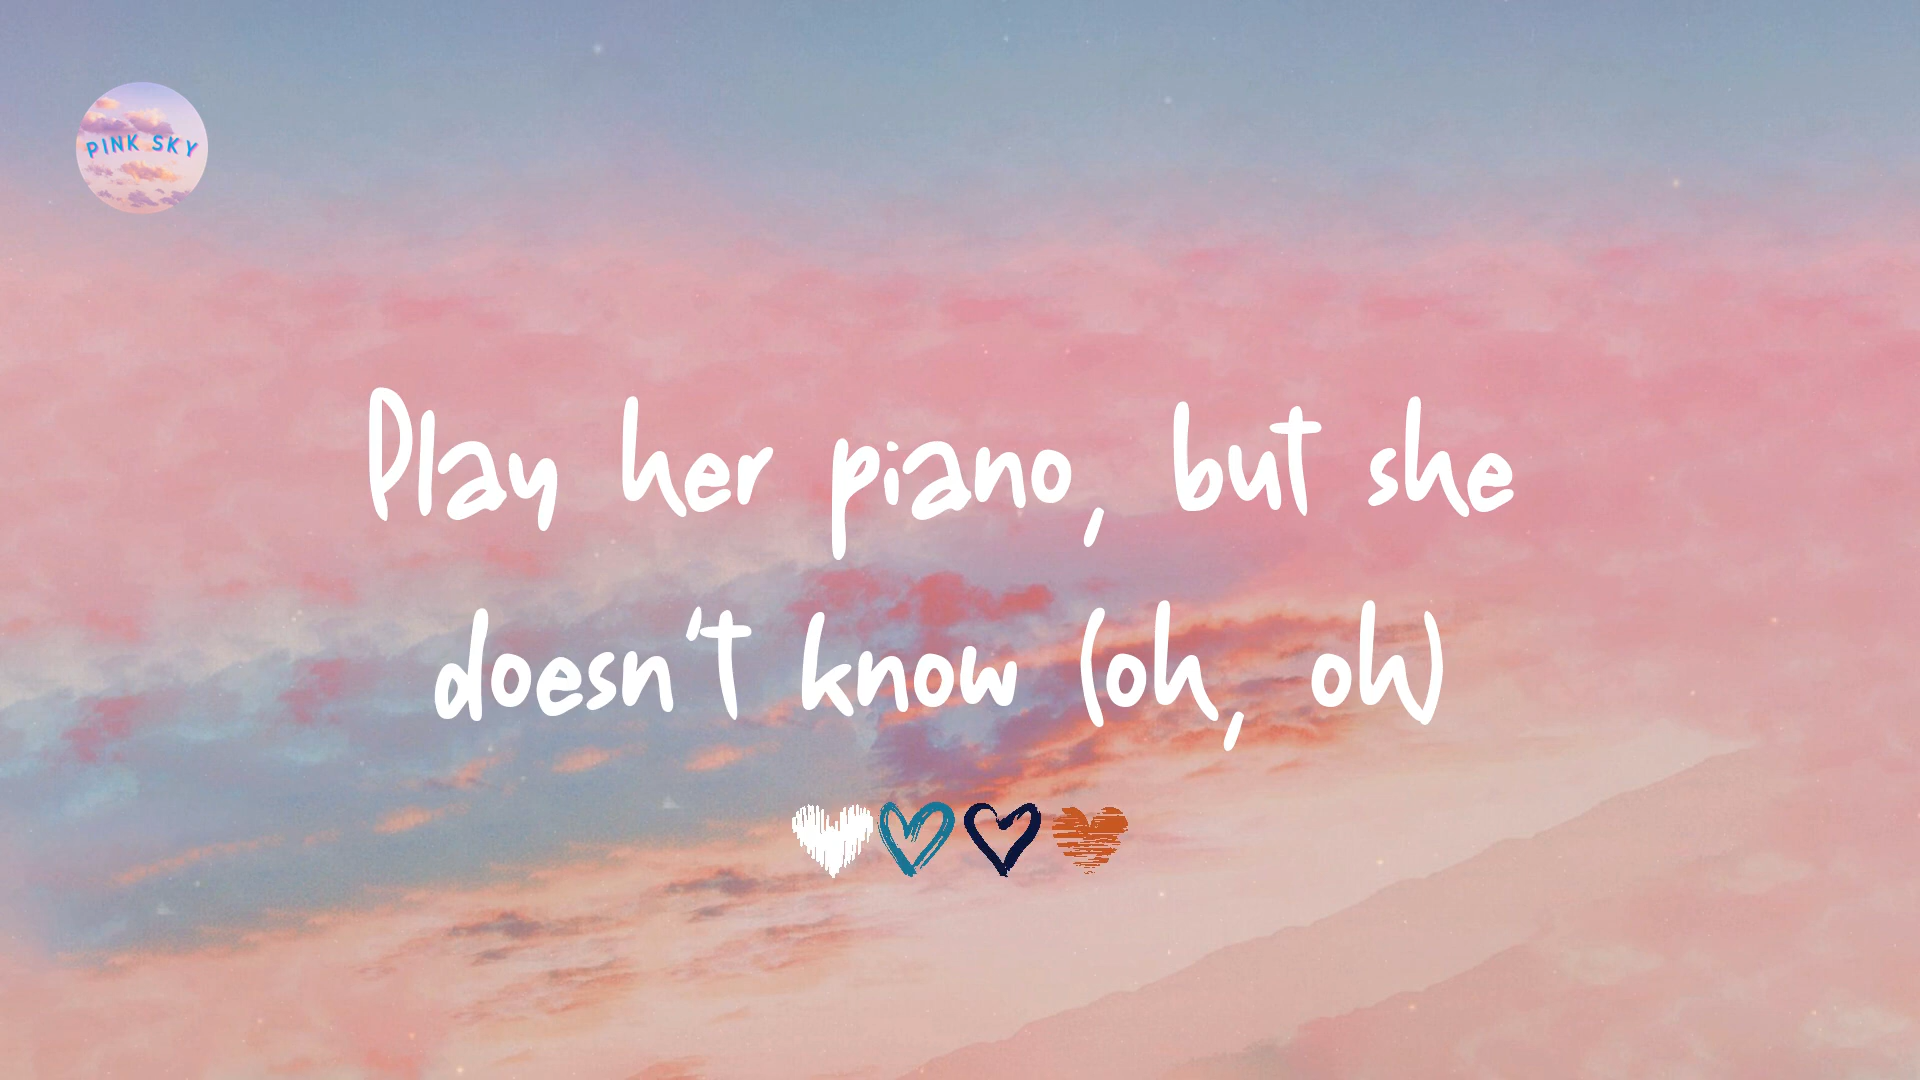 PINK SKY
Play her piano, but she
doesn't know (oh, oh)